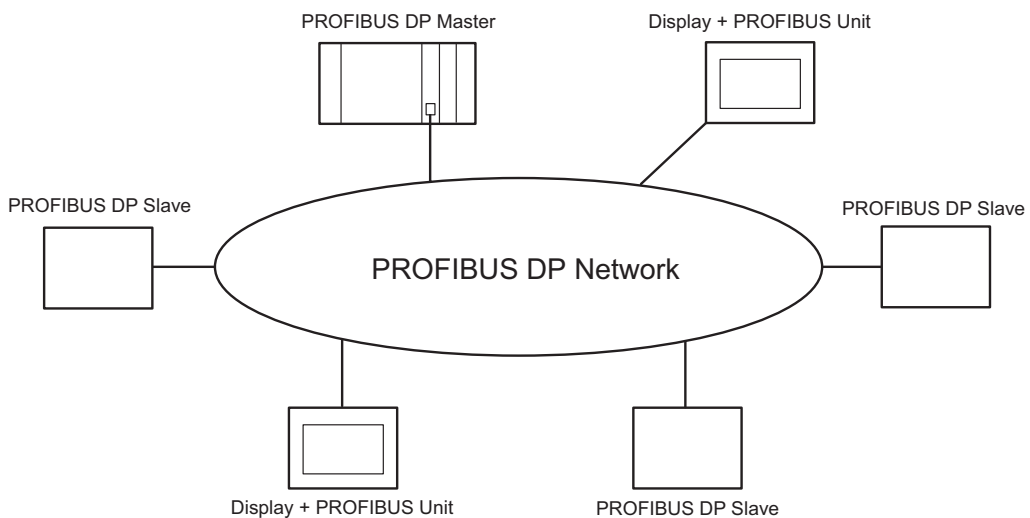 PROFIBUS DP Master
Display + PROFIBUS Unit
PROFIBUS DP Slave
PROFIBUS DP Slave
PROFIBUS DP Network
Display + PROFIBUS Unit
PROFIBUS DP Slave